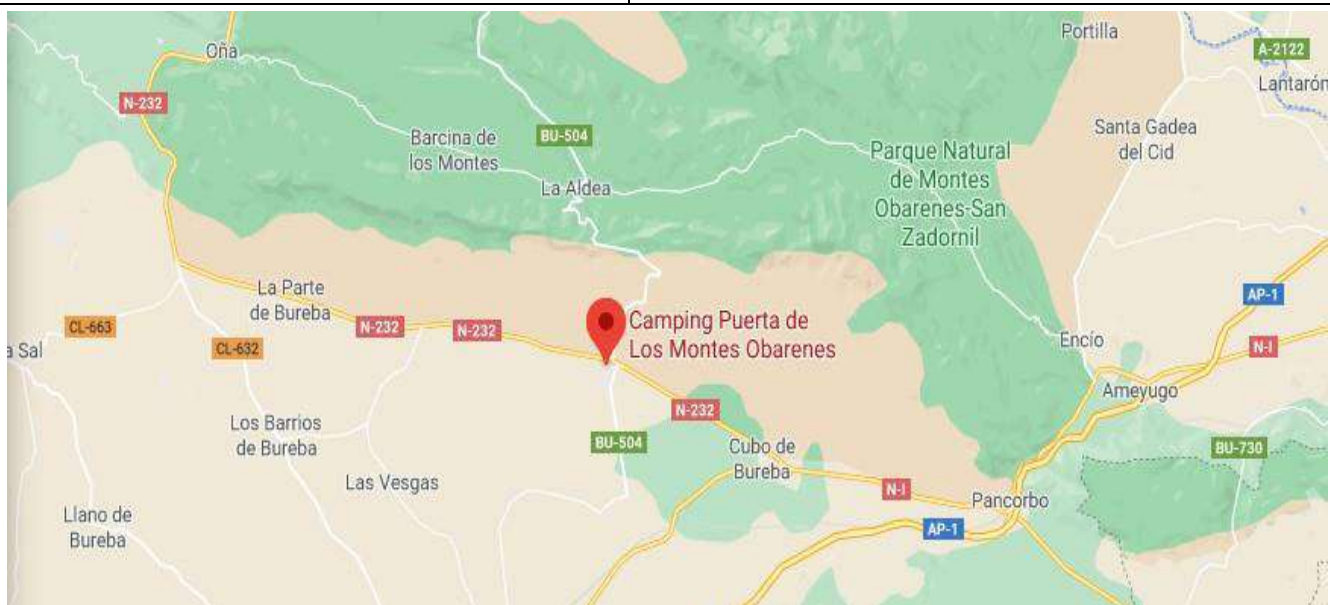 Portilla
Oña
A-2122
Lantarón
N-232
Santa Gadea
del Cid
Barcina de
los Montes
BU-504
Parque Natural
de Montes
Obarenes-San
Zadornil
La Aldea
La Parte
de Bureba
AP-1
CL-663
N-232
N-232
Camping Puerta de
Los Montes Obarenes
a Sal
CL-632
Encío
N-I
Ameyugo
N-232
Los Barrios
de Bureba
BU-504
Cubo de
Bureba
BU-730
Las Vesgas
N-I
Pancorbo
Llano de
Bureba
AP-1